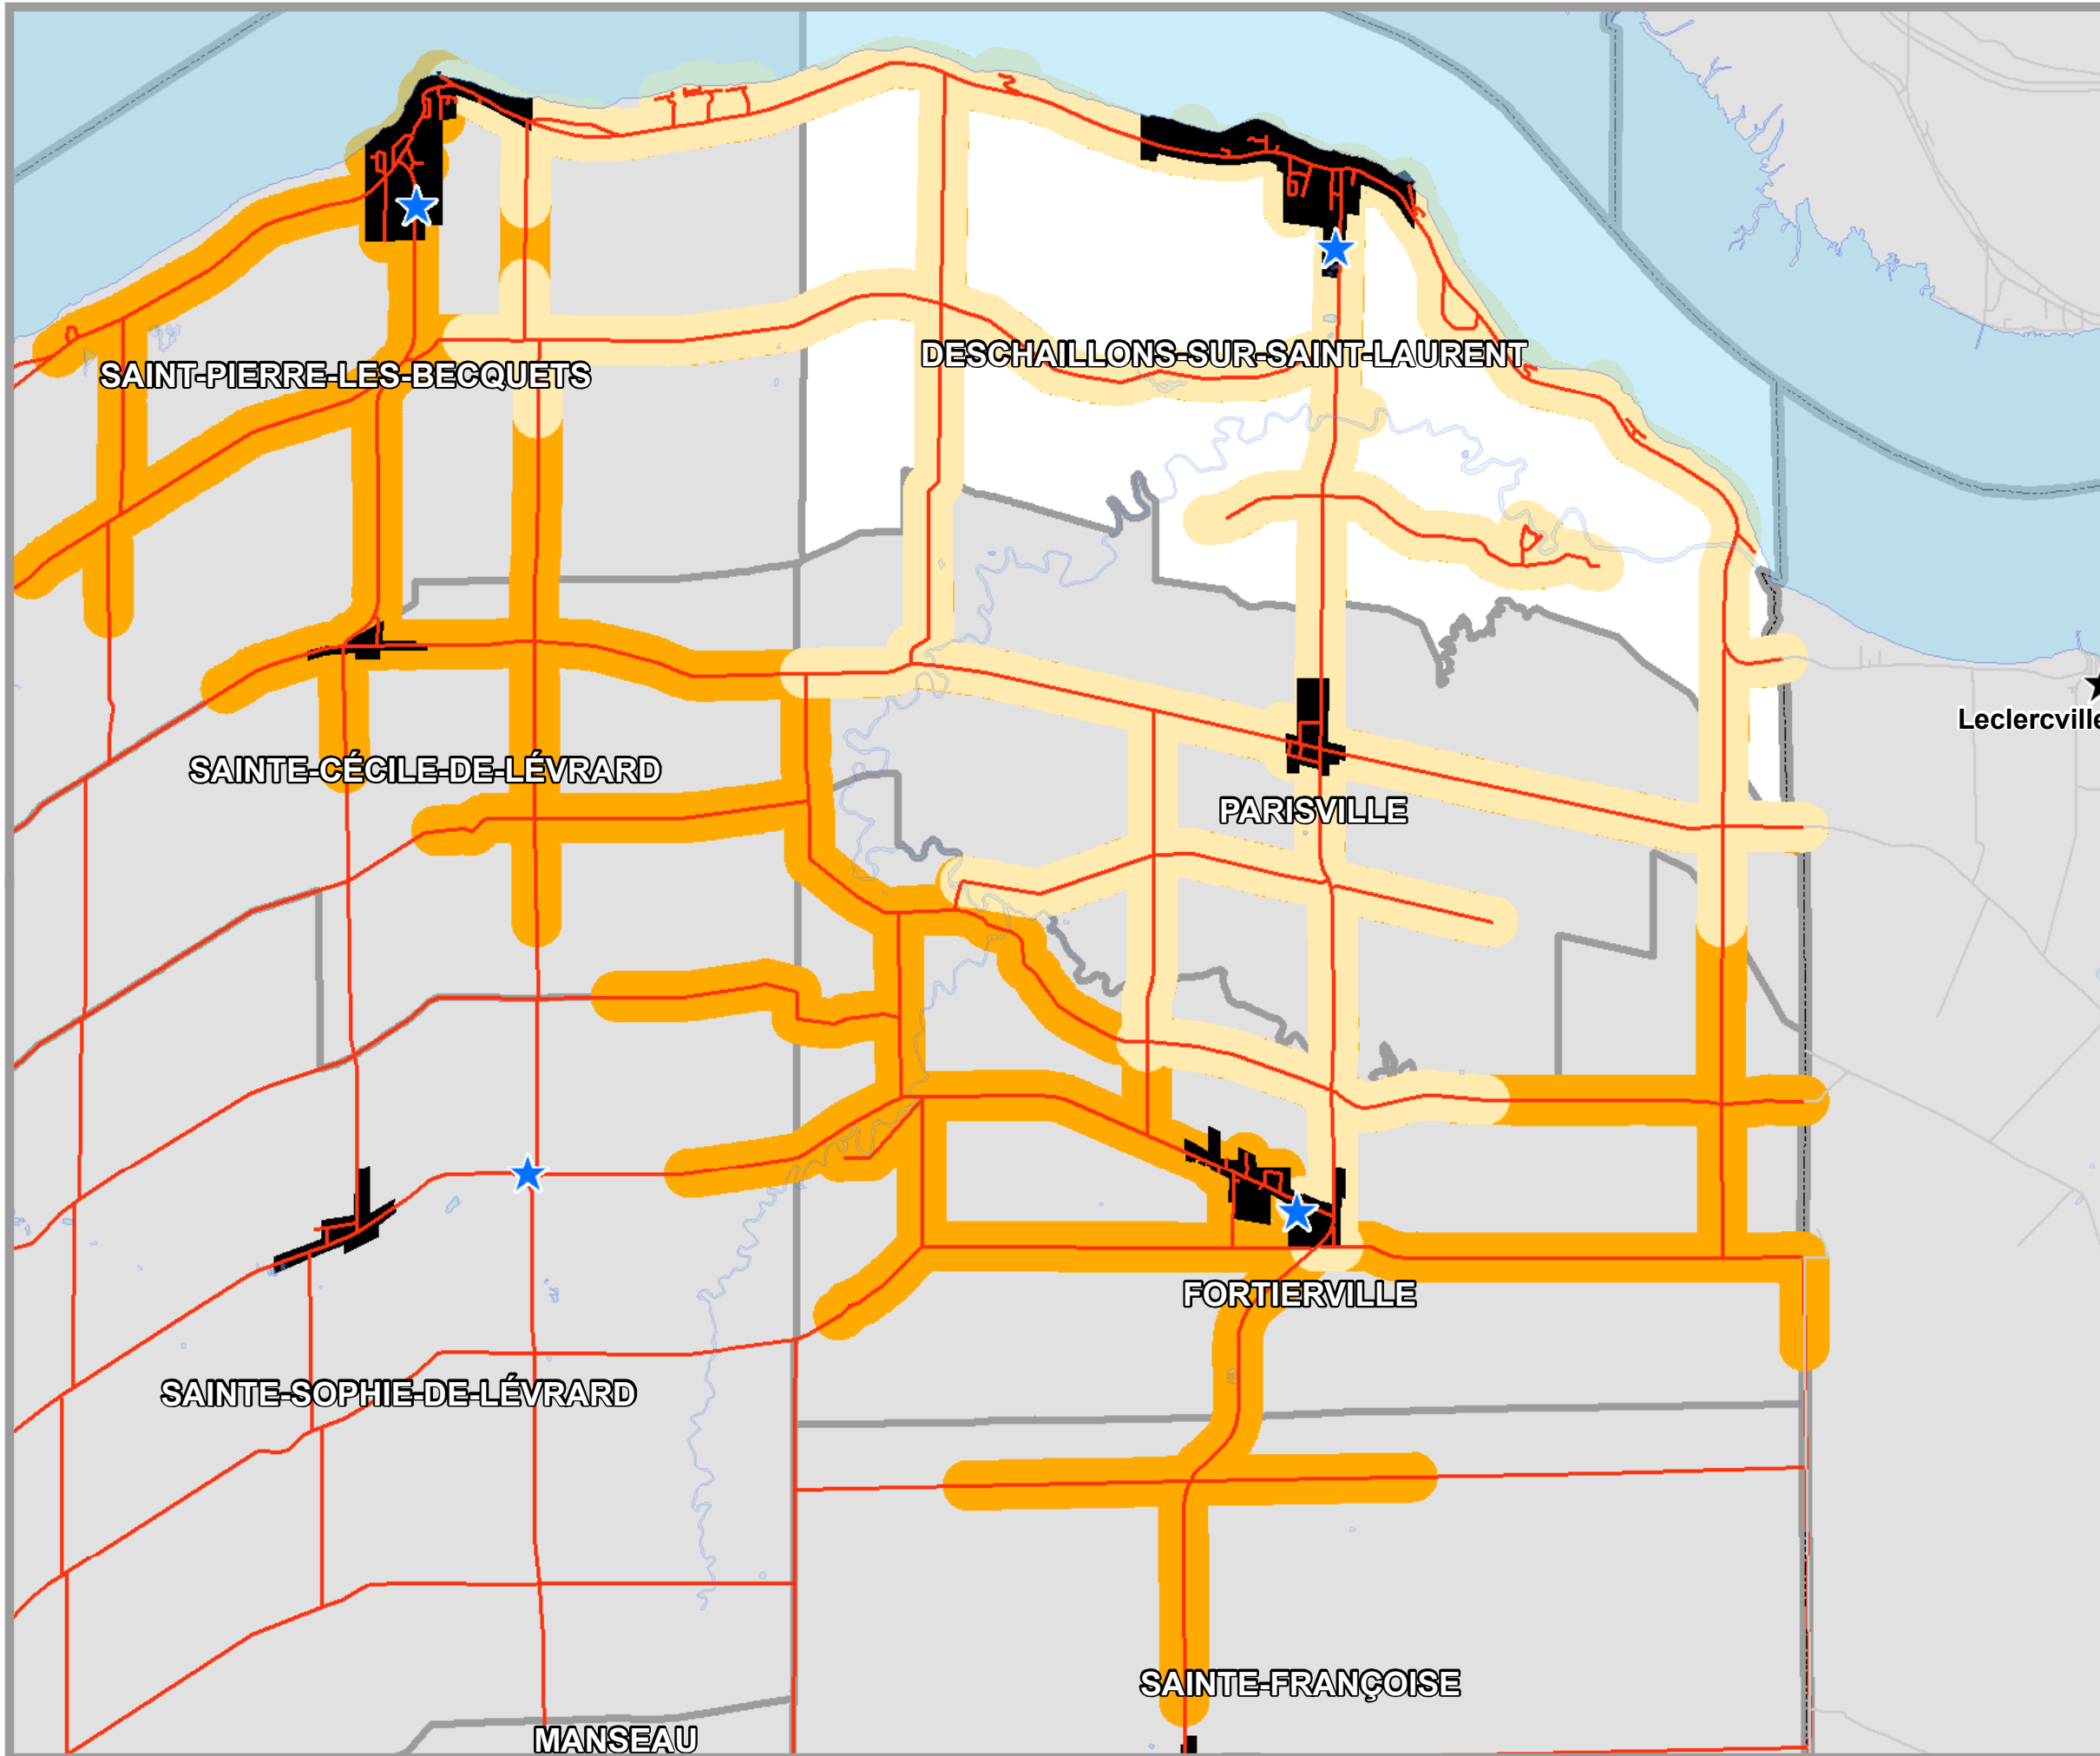 DESCHAILLONS-SUR-SAINT-LAURENT
SAINT-PIERRE-LES-BECQUETS
Leclercville
SAINTE-CÉCILE-DE-LÉVRARD
PARISVILLE
FORTIERVILLE
SAINTE-SOPHIE-DE-LÉVRARD
SAINTE-FRANÇOISE
MANSEAU